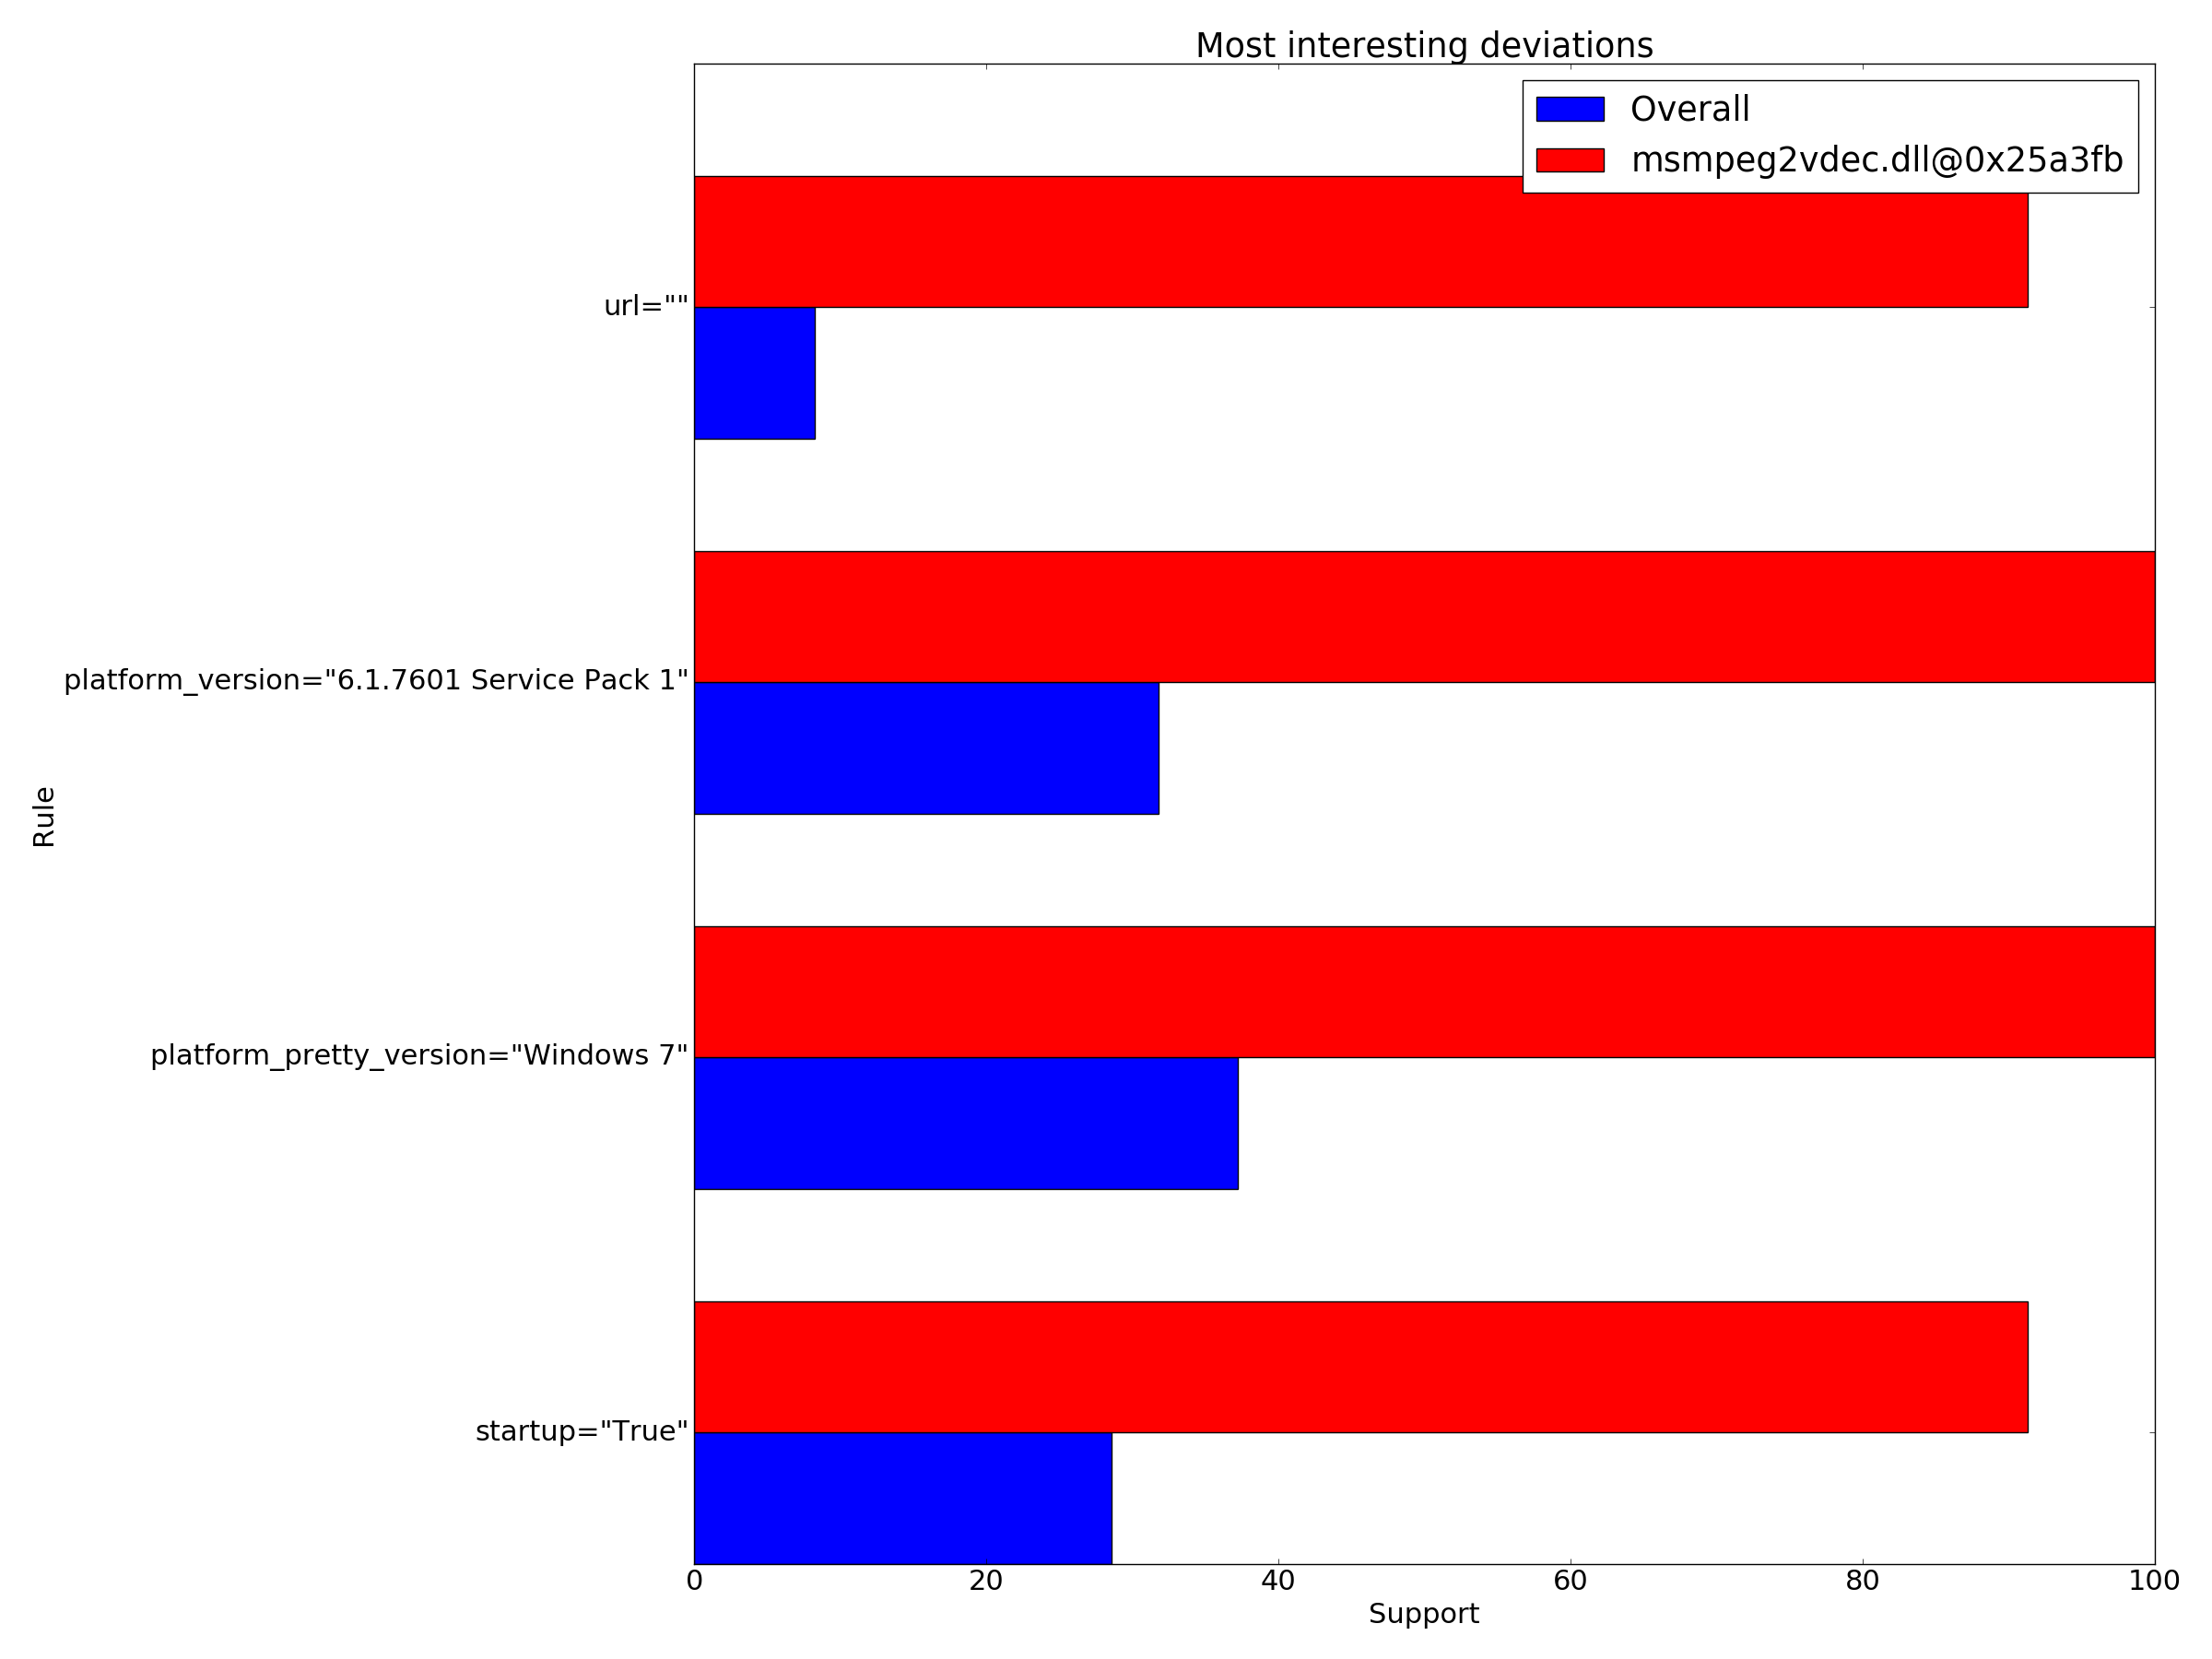 Most interesting deviations
Overall
msmpeg2vdec.dll@0x25a3fb
url=""
platform_version="6.1.7601 Service Pack 1"
Rule
platform_pretty_version="Windows 7"
startup="True"
0 20 40 60 80 100
Support